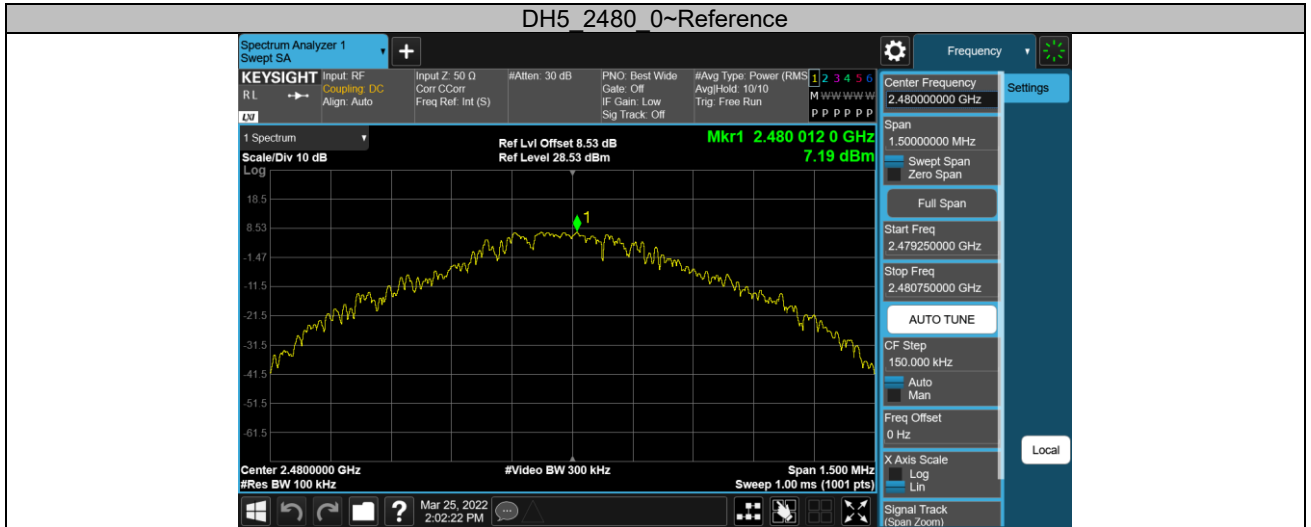 DH5_2480_0~Reference
Spectrum Analyzer 1
Swept SA
Frequency
KEYSIGHT
RL
LXI
Input: RF
Coupling: DC
Align: Auto
Input Z: 50 Ω
Corr CCorr
Freq Ref: Int (S)
#Atten: 30 dB
PNO: Best Wide
Gate: Off
IF Gain: Low
Sig Track: Off
#Avg Type: Power (RMS
Avg|Hold: 10/10
Trig: Free Run
1 2 3 4 5 6
M W W W W W
P P P P P P
1 Spectrum
Scale/Div 10 dB
Ref Lvl Offset 8.53 dB
Ref Level 28.53 dBm
Mkr1 2.480 012 0 GHz
7.19 dBm
Log
18.5
8.53
-1.47
-11.5
-21.5
-31.5
-41.5
-51.5
-61.5
1
Center 2.4800000 GHz
#Res BW 100 kHz
#Video BW 300 kHz
Span 1.500 MHz
Sweep 1.00 ms (1001 pts)
Mar 25, 2022
2:02:22 PM
Center Frequency
2.480000000 GHz
Span
1.50000000 MHz
Swept Span
Zero Span
Full Span
Start Freq
2.479250000 GHz
Stop Freq
2.480750000 GHz
AUTO TUNE
CF Step
150.000 kHz
Auto
Man
Freq Offset
0 Hz
X Axis Scale
Log
Lin
Signal Track
(Span Zoom)
Settings
Local